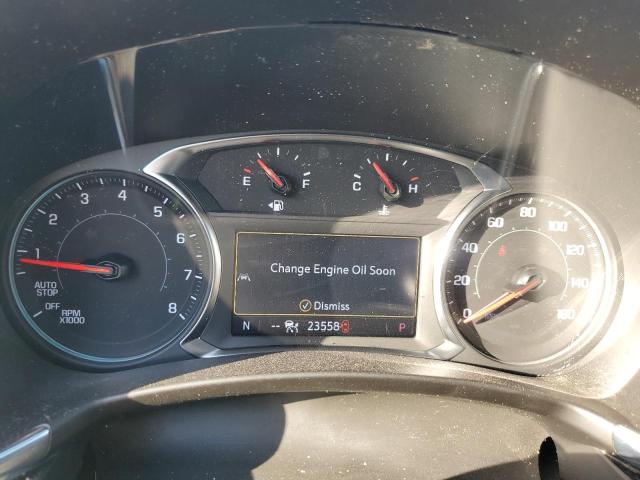 E F
C H
1 2 3 4 5 6 7 8
AUTO
STOP
OFF
RPM
X1000
Change Engine Oil Soon
Dismiss
N -- 23558 P
0 20 40 60 80 100 120 140 160